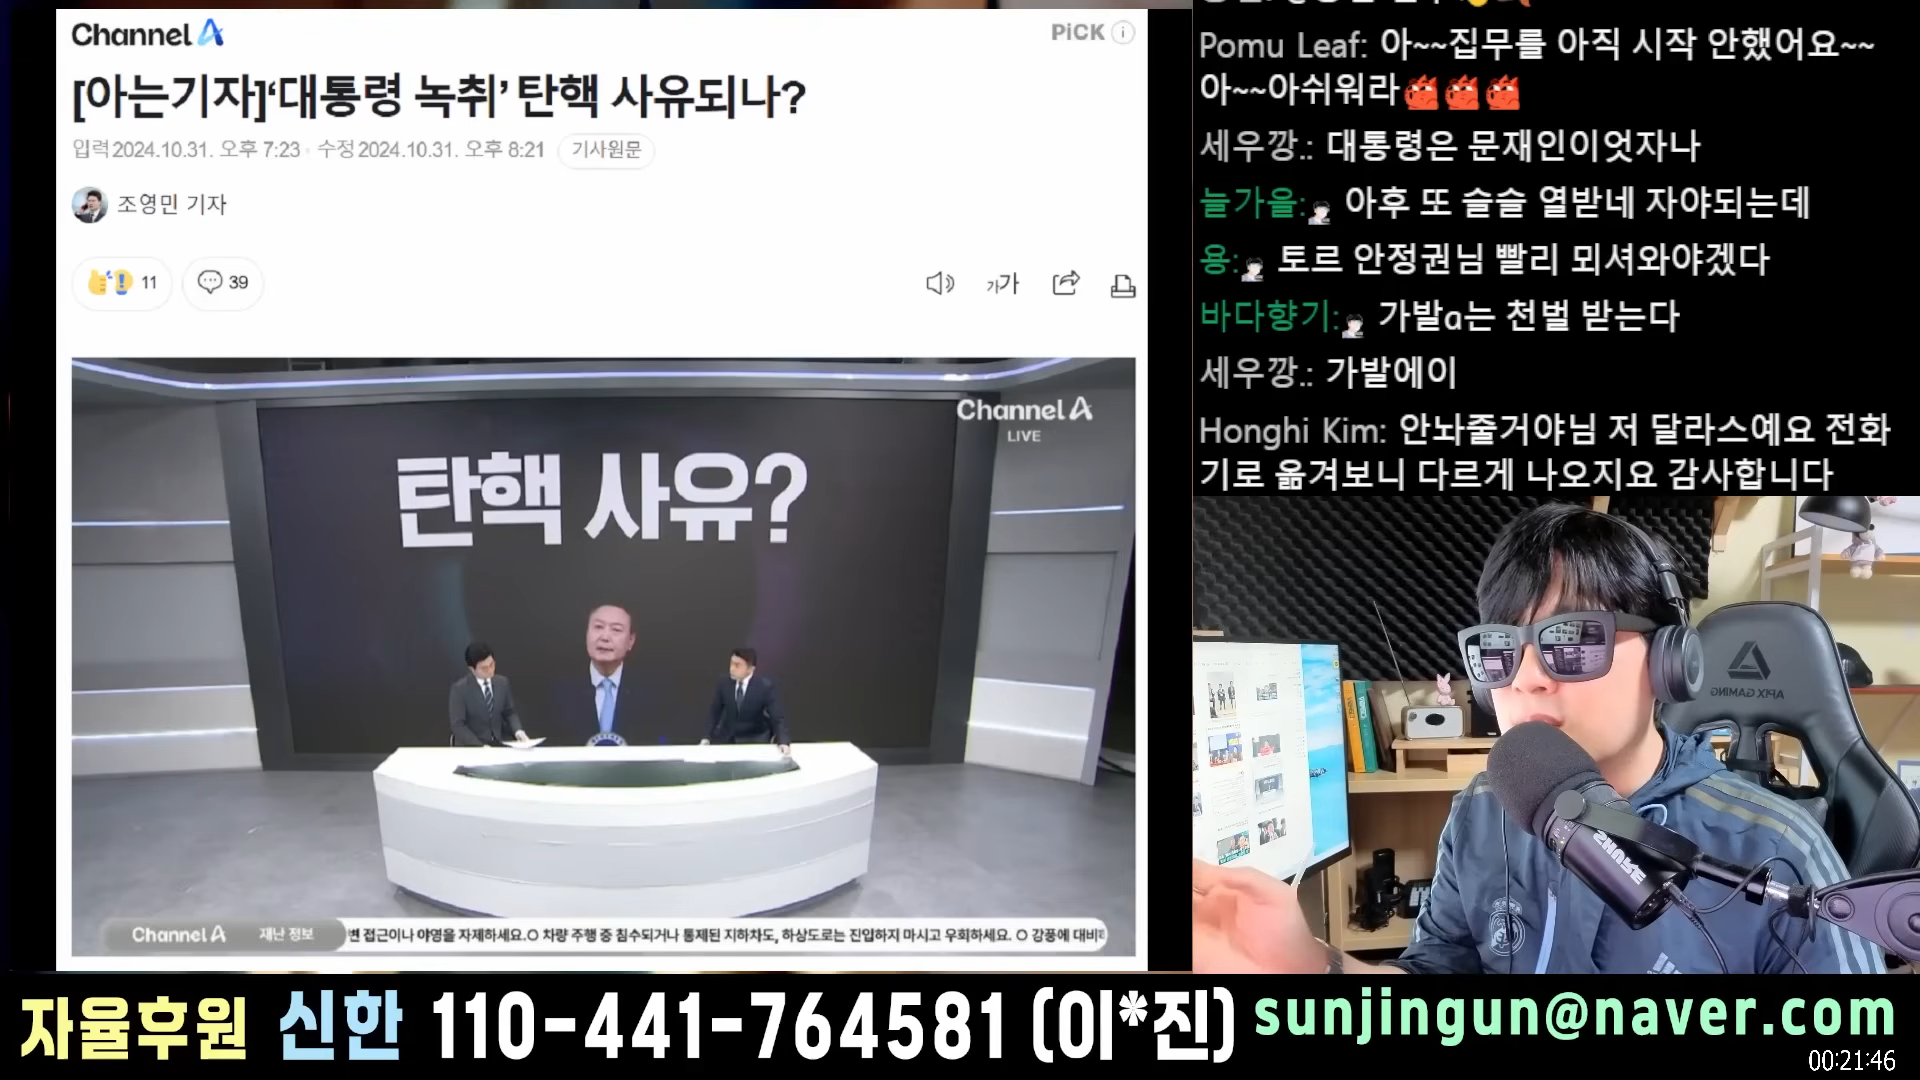 Channel A
PiCK
[아는기자]‘대통령 녹취’ 탄핵 사유되나?
입력 2024.10.31. 오후 7:23 · 수정 2024.10.31. 오후 8:21 기사원문
조영민 기자
11 39
가가
Channel A
LIVE
탄핵 사유?
Channel A 재난 정보 변 접근이나 야영을 자제하세요.O 차량 주행 중 침수되거나 통제된 지하차도, 하상도로는 진입하지 마시고 우회하세요. O 강풍에 대비
Pomu Leaf: 아~~집무를 아직 시작 안했어요~~
아~~아쉬워라
세우깡.: 대통령은 문재인이엇자나
늘가을: 아후 또 슬슬 열받네 자야되는데
용: 토르 안정권님 빨리 뫼셔와야겠다
바다향기: 가발a는 천벌 받는다
세우깡.: 가발에이
Honghi Kim: 안놔줄거야님 저 달라스예요 전화
기로 옮겨보니 다르게 나오지요 감사합니다
APIX GAMING
SHURE
자율후원 신한 110-441-764581 (이*진) sunjingun@naver.com
00:21:46